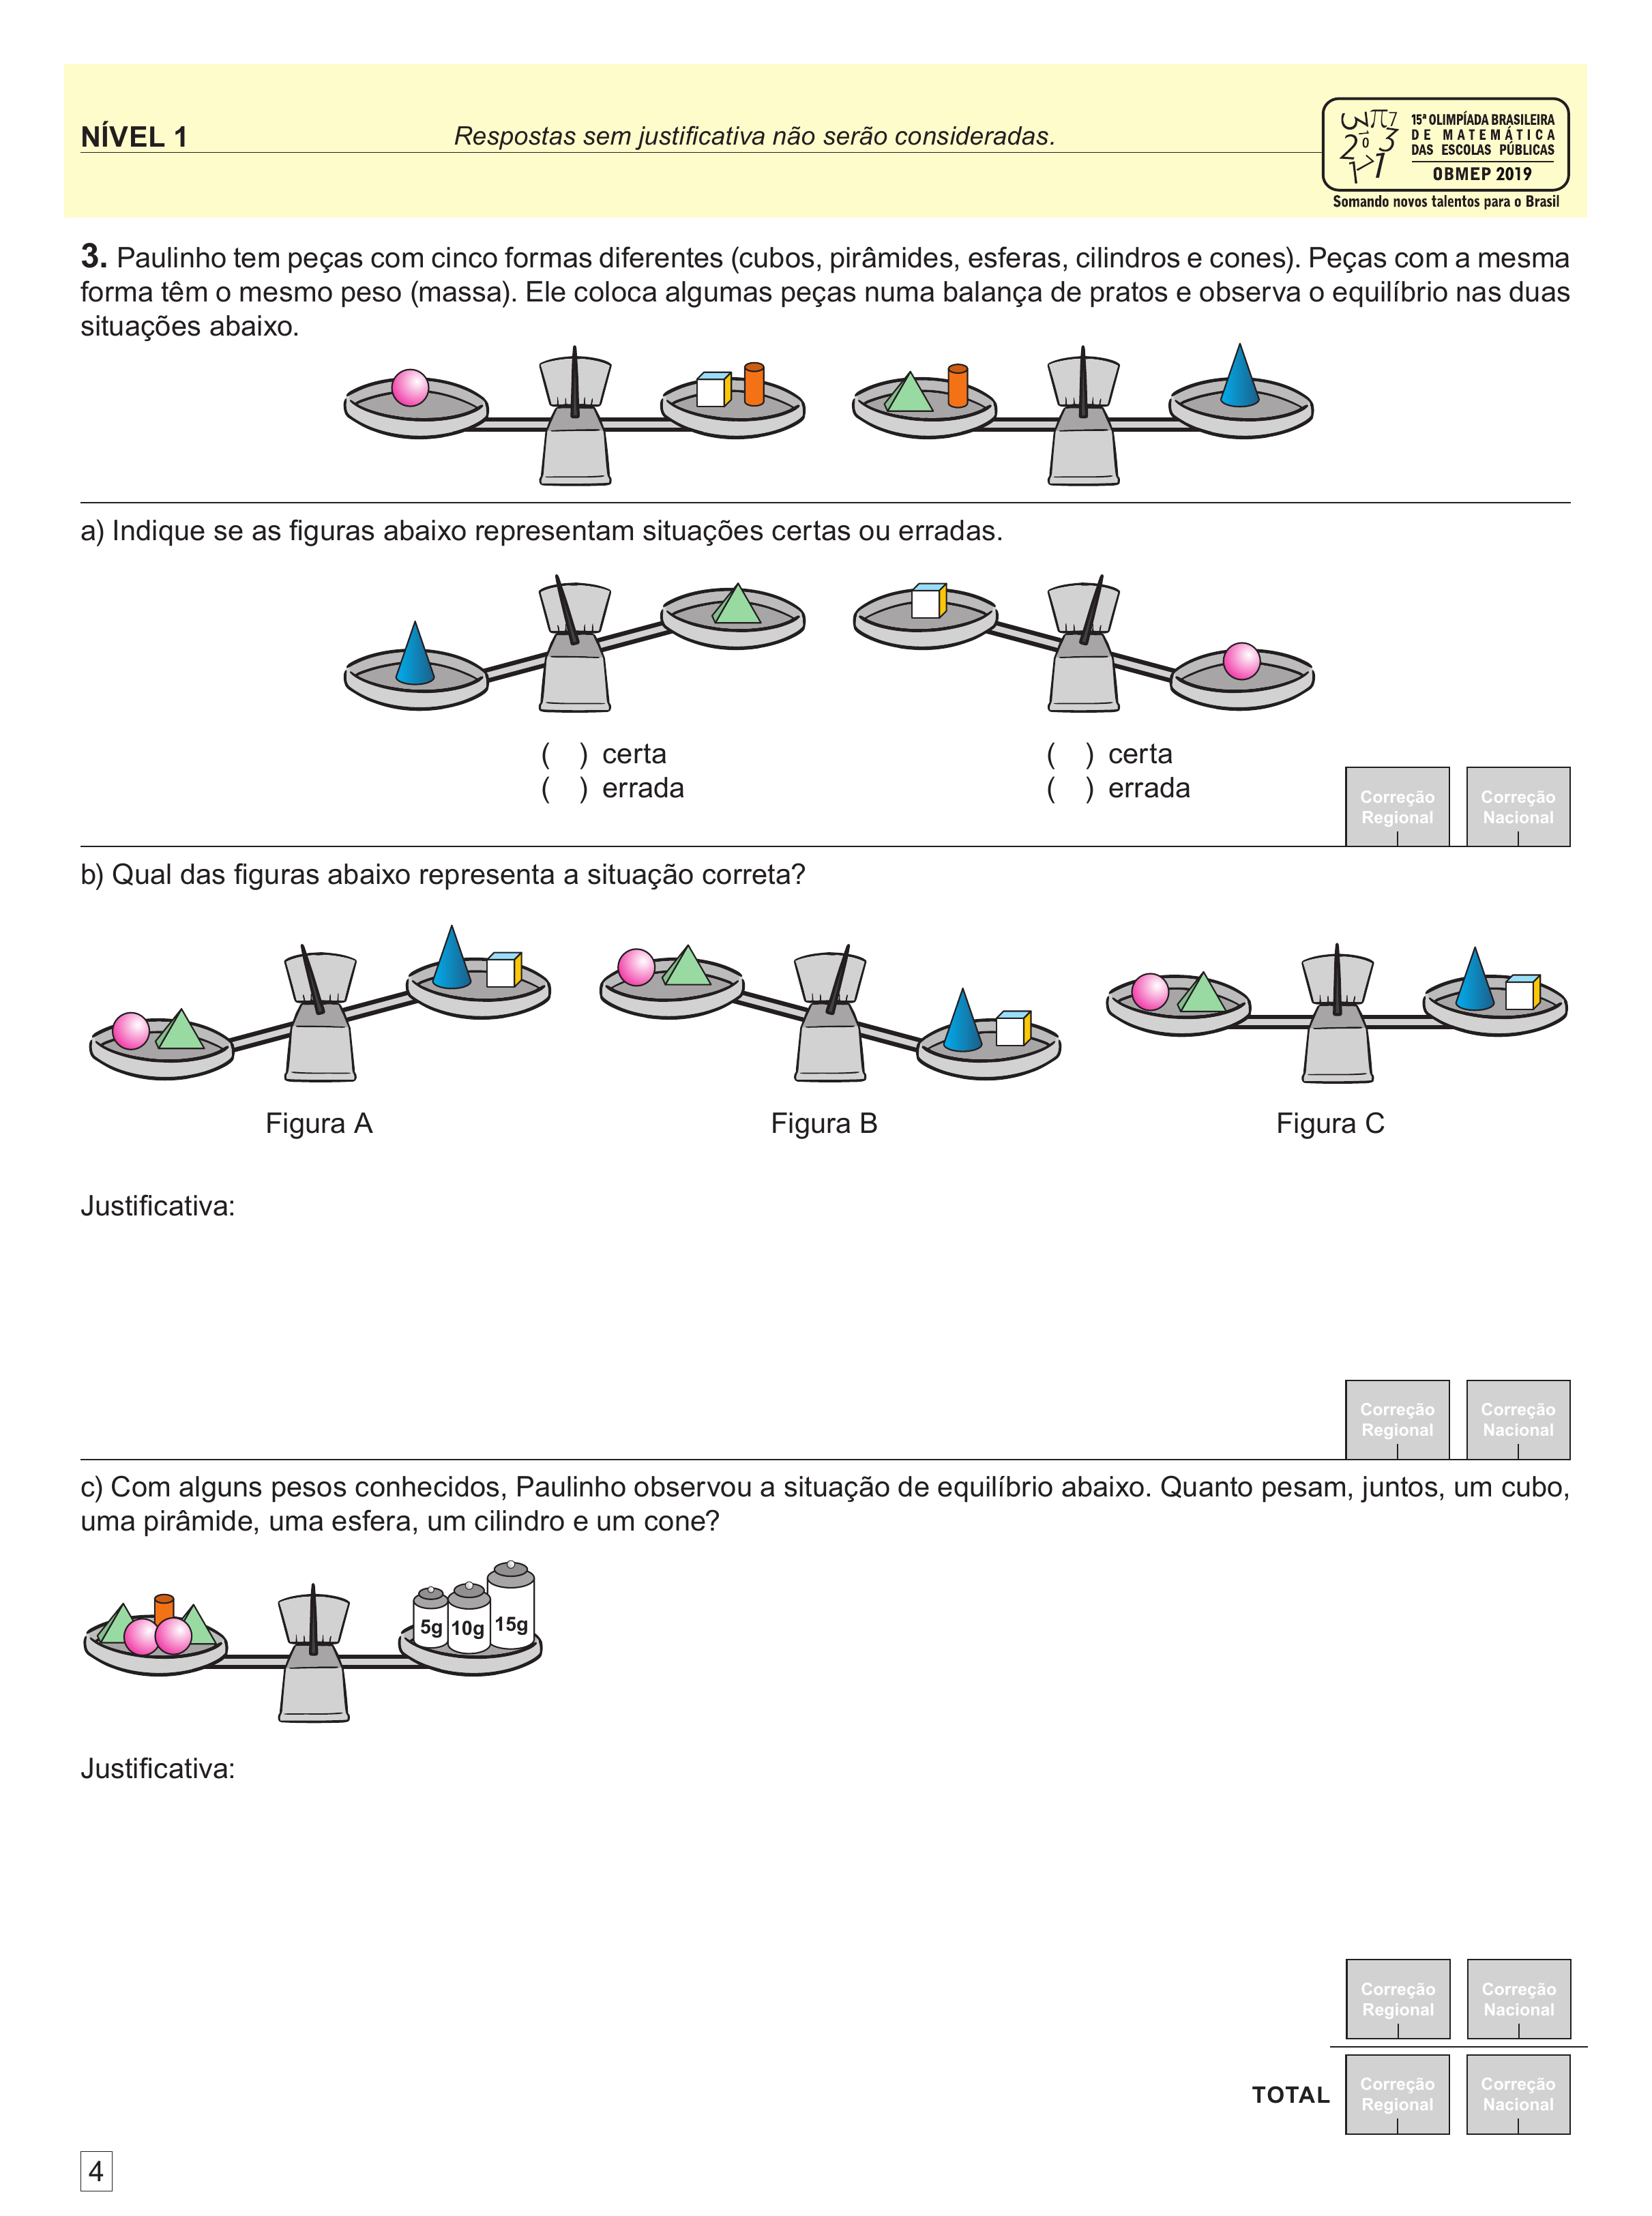 NÍVEL 1
Respostas sem justificativa não serão consideradas.
15ª OLIMPÍADA BRASILEIRA
DE MATEMÁTICA
DAS ESCOLAS PÚBLICAS
OBMEP 2019
Somando novos talentos para o Brasil
3. Paulinho tem peças com cinco formas diferentes (cubos, pirâmides, esferas, cilindros e cones). Peças com a mesma
forma têm o mesmo peso (massa). Ele coloca algumas peças numa balança de pratos e observa o equilíbrio nas duas
situações abaixo.
a) Indique se as figuras abaixo representam situações certas ou erradas.
( ) certa
( ) errada
( ) certa
( ) errada
Correção
Regional
Correção
Nacional
b) Qual das figuras abaixo representa a situação correta?
Figura A
Figura B
Figura C
Justificativa:
Correção
Regional
Correção
Nacional
c) Com alguns pesos conhecidos, Paulinho observou a situação de equilíbrio abaixo. Quanto pesam, juntos, um cubo,
uma pirâmide, uma esfera, um cilindro e um cone?
5g 10g 15g
Justificativa:
Correção
Regional
Correção
Nacional
TOTAL
Correção
Regional
Correção
Nacional
4